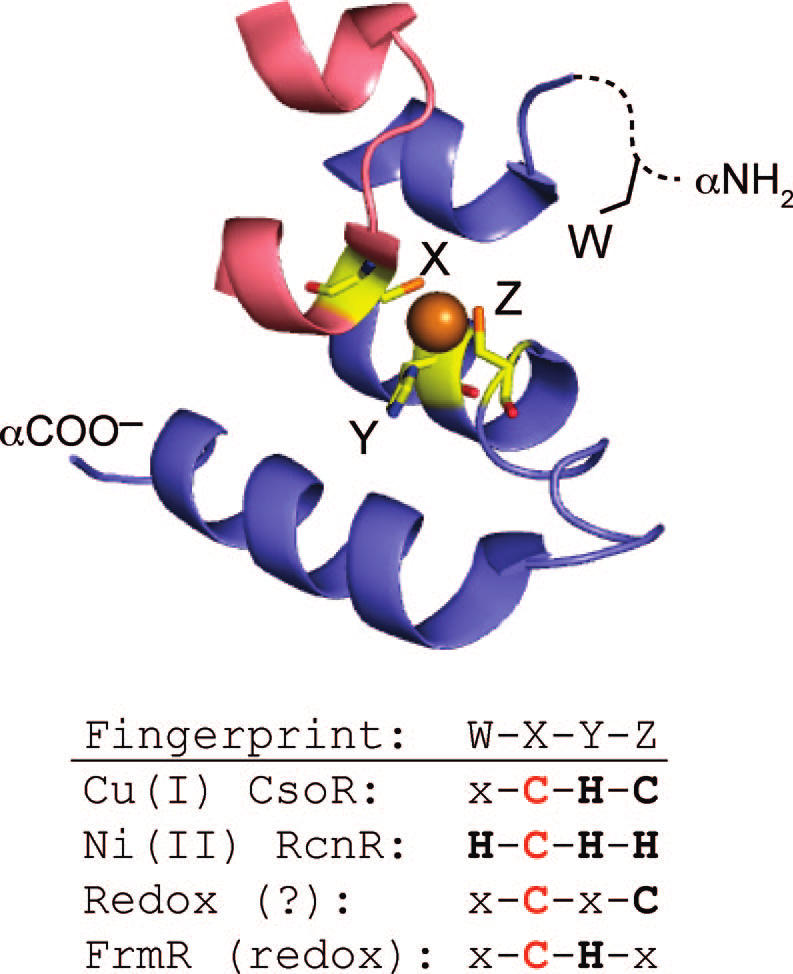 αNH2
W
X
Z
Y
αCOO−
Fingerprint: W-X-Y-Z
Cu(I) CsoR: x-C-H-C
Ni(II) RcnR: H-C-H-H
Redox (?): x-C-x-C
FrmR (redox): x-C-H-x